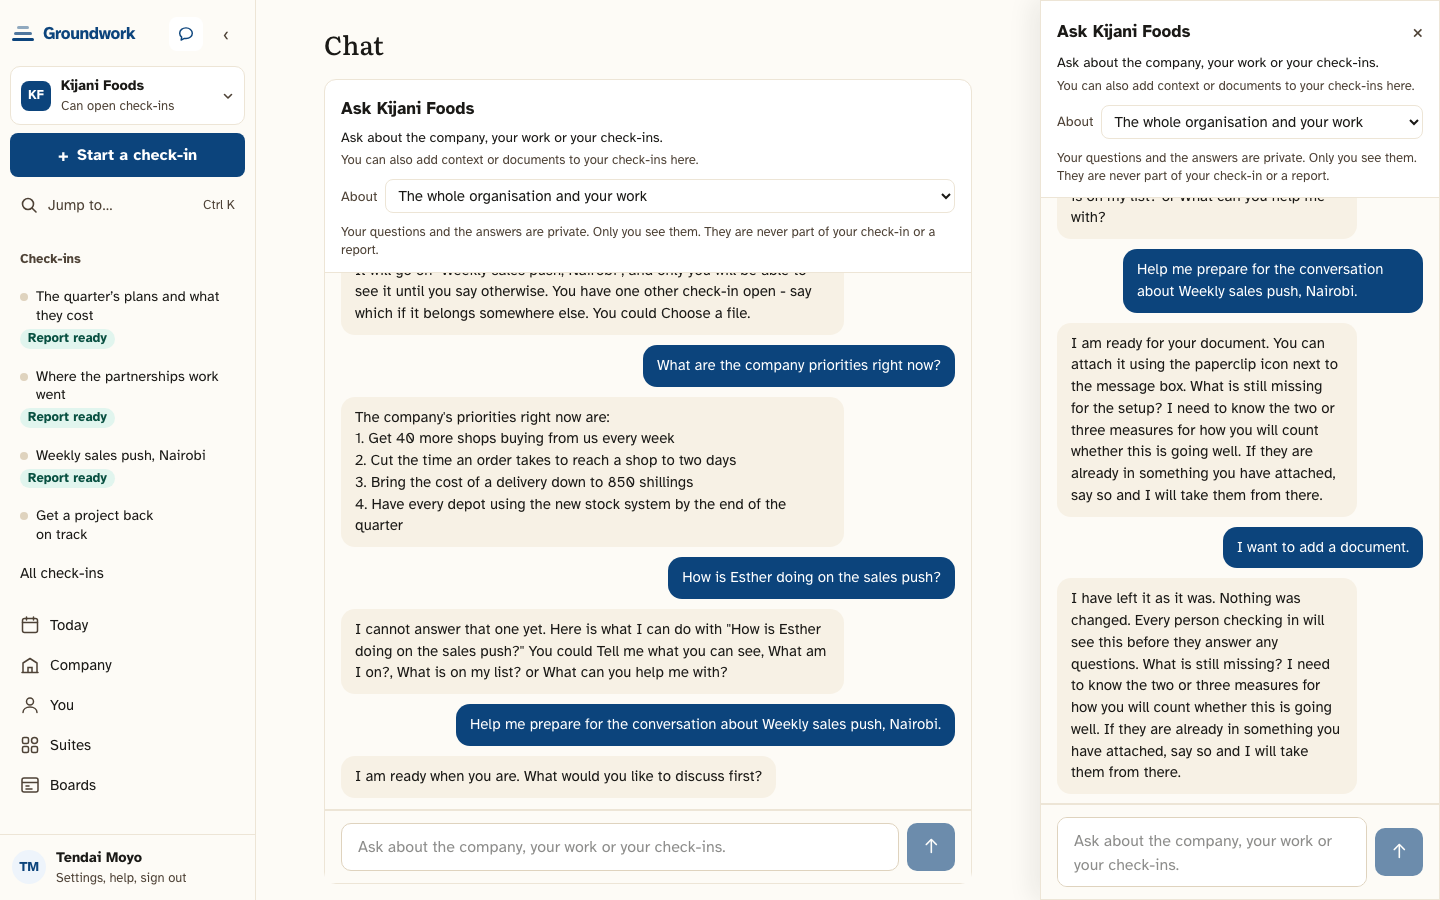 Groundwork
KF
Kijani Foods
Can open check-ins
+ Start a check-in
Jump to...
Ctrl K
Check-ins
The quarter's plans and what
they cost
Report ready
Where the partnerships work
went
Report ready
Weekly sales push, Nairobi
Report ready
Get a project back
on track
All check-ins
Today
Company
You
Suites
Boards
TM
Tendai Moyo
Settings, help, sign out
Chat
Ask Kijani Foods
Ask about the company, your work or your check-ins.
You can also add context or documents to your check-ins here.
About
The whole organisation and your work
Your questions and the answers are private. Only you see them. They are never part of your check-in or a
report.
It will go on "Weekly sales push, Nairobi", and only you will be able to
see it until you say otherwise. You have one other check-in open - say
which if it belongs somewhere else. You could Choose a file.
What are the company priorities right now?
The company's priorities right now are:
1. Get 40 more shops buying from us every week
2. Cut the time an order takes to reach a shop to two days
3. Bring the cost of a delivery down to 850 shillings
4. Have every depot using the new stock system by the end of the
quarter
How is Esther doing on the sales push?
I cannot answer that one yet. Here is what I can do with "How is Esther
doing on the sales push?" You could Tell me what you can see, What am
I on?, What is on my list? or What can you help me with?
Help me prepare for the conversation about Weekly sales push, Nairobi.
I am ready when you are. What would you like to discuss first?
Ask about the company, your work or your check-ins.
Ask Kijani Foods
Ask about the company, your work or your check-ins.
You can also add context or documents to your check-ins here.
About
The whole organisation and your work
Your questions and the answers are private. Only you see them.
They are never part of your check-in or a report.
is on my list? or What can you help me
with?
Help me prepare for the conversation
about Weekly sales push, Nairobi.
I am ready for your document. You can
attach it using the paperclip icon next to
the message box. What is still missing
for the setup? I need to know the two or
three measures for how you will count
whether this is going well. If they are
already in something you have attached,
say so and I will take them from there.
I want to add a document.
I have left it as it was. Nothing was
changed. Every person checking in will
see this before they answer any
questions. What is still missing? I need
to know the two or three measures for
how you will count whether this is going
well. If they are already in something you
have attached, say so and I will take
them from there.
Ask about the company, your work or
your check-ins.